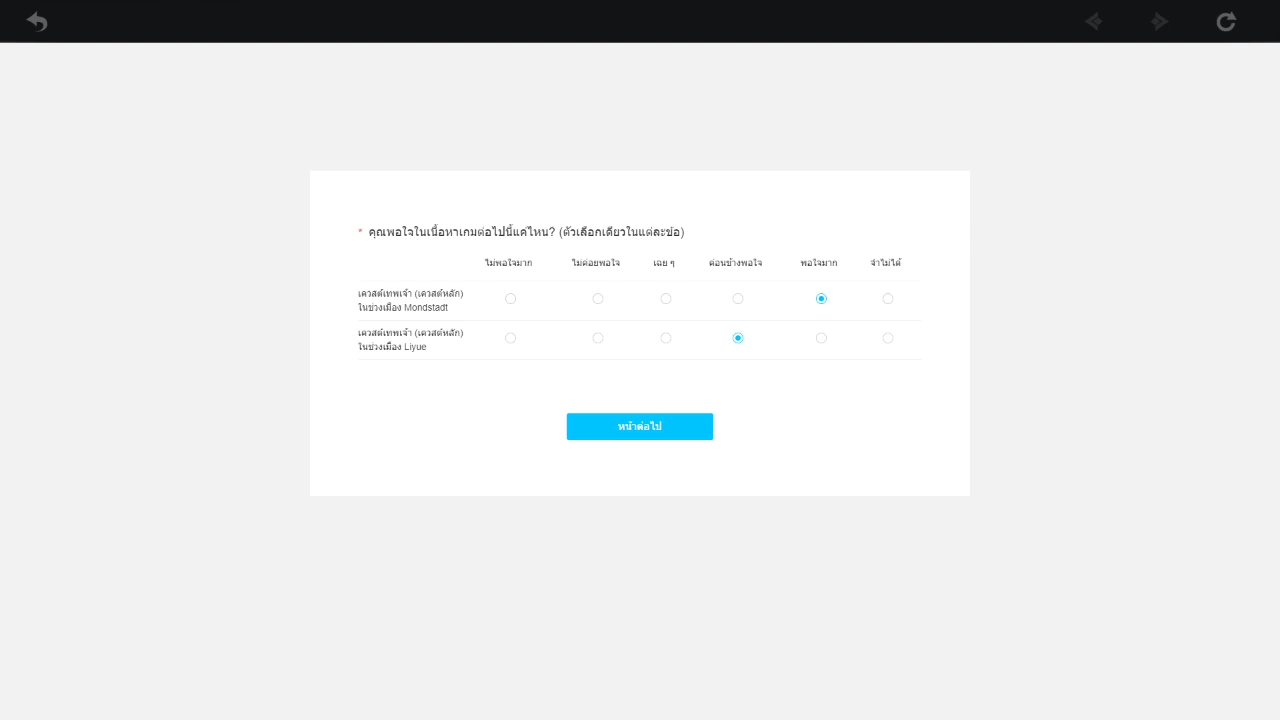 * คุณพอใจในเนื้อหาเกมต่อไปนี้แค่ไหน? (ตัวเลือกเดียวในแต่ละข้อ)
ไม่พอใจมาก ไม่ค่อยพอใจ เฉย ๆ ค่อนข้างพอใจ พอใจมาก จำไม่ได้
เควสต์เทพเจ้า (เควสต์หลัก)
ในช่วงเมือง Mondstadt
เควสต์เทพเจ้า (เควสต์หลัก)
ในช่วงเมือง Liyue
หน้าต่อไป